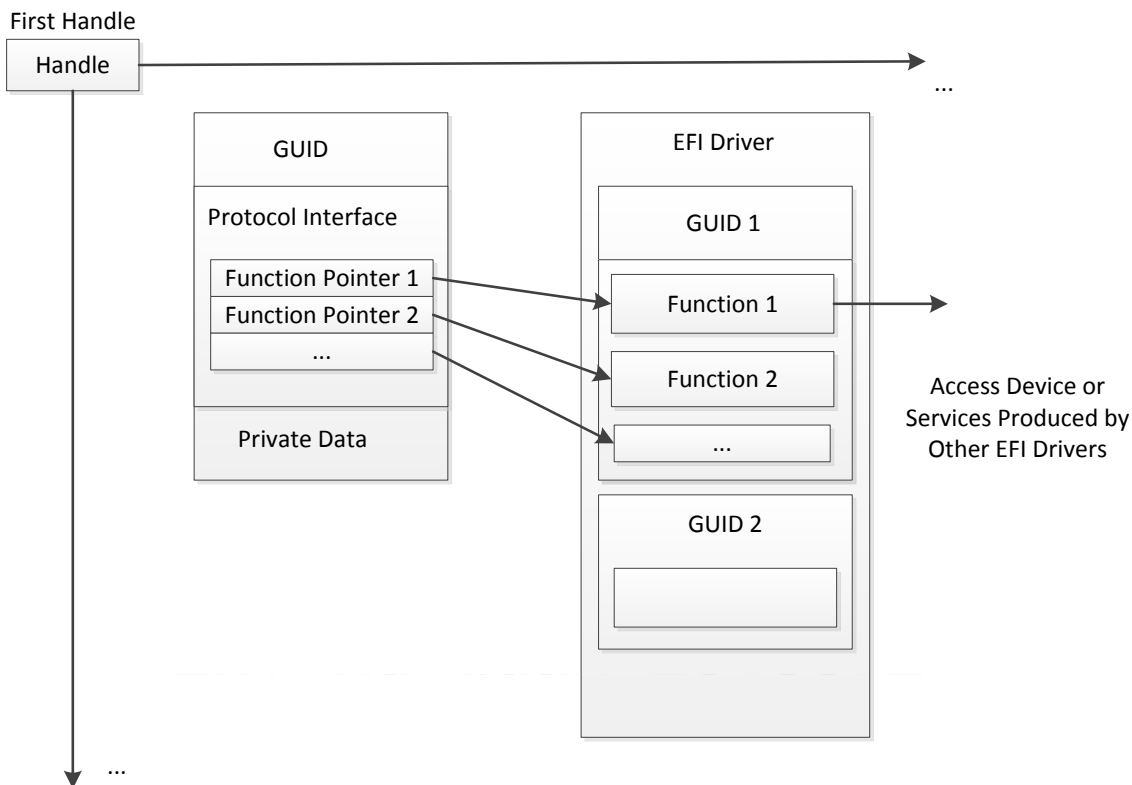 First Handle
Handle
...
GUID
Protocol Interface
Function Pointer 1
Function Pointer 2
...
Private Data
EFI Driver
GUID 1
Function 1
Function 2
...
GUID 2
Access Device or
Services Produced by
Other EFI Drivers
...